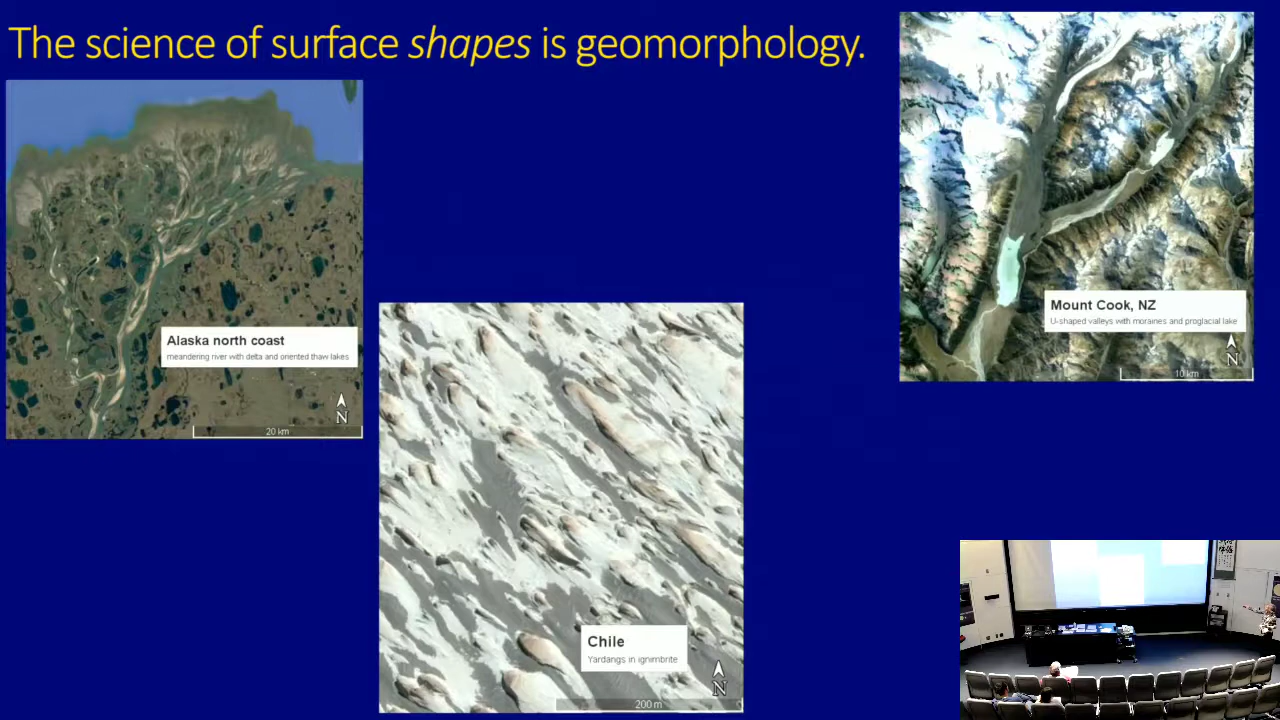 The science of surface shapes is geomorphology.
Alaska north coast
meandering river with delta and oriented thaw lakes
N
20 km
Mount Cook, NZ
U-shaped valleys with moraines and proglacial lake
N
10 km
Chile
Yardangs in ignimbrite
N
200 m